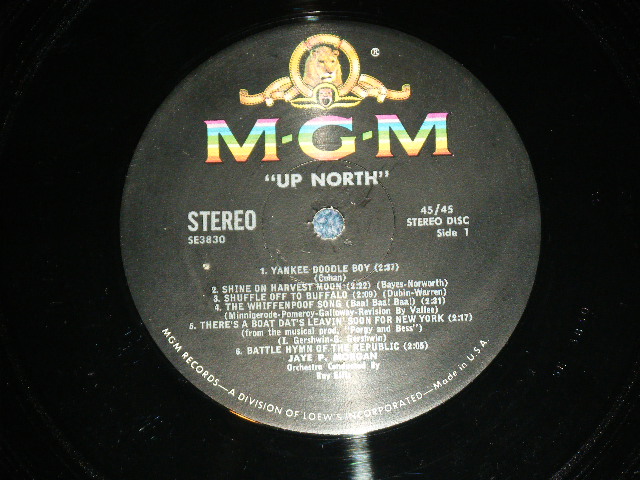 ®
M-G-M
"UP NORTH"
STEREO
SE3830
45/45
STEREO DISC
Side 1
1. YANKEE DOODLE BOY (2:37)
(Cohan)
2. SHINE ON HARVEST MOON (2:22) (Bayes-Norworth)
3. SHUFFLE OFF TO BUFFALO (2:09) (Dubin-Warren)
4. THE WHIFFENPOOF SONG (Baa! Baa! Baa!) (2:31)
(Minnigerode-Pomeroy-Galloway-Revision By Vallee)
5. THERE'S A BOAT DAT'S LEAVIN' SOON FOR NEW YORK (2:17)
(from the musical prod. "Porgy and Bess")
(I. Gershwin-G. Gershwin)
6. BATTLE HYMN OF THE REPUBLIC (2:05)
JAYE P. MORGAN
Orchestra Conducted By
Ray Ellis
MGM RECORDS—A DIVISION OF LOEW'S INCORPORATED—Made in U.S.A.